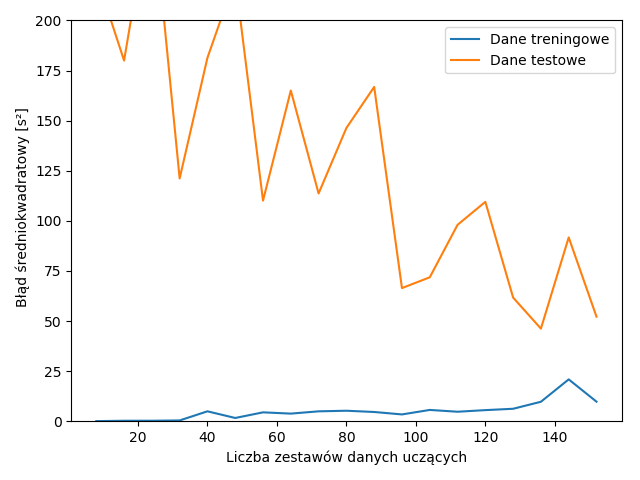 200
175
150
125
100
75
50
25
0
Błąd średniokwadratowy [s²]
Dane treningowe
Dane testowe
20 40 60 80 100 120 140
Liczba zestawów danych uczących